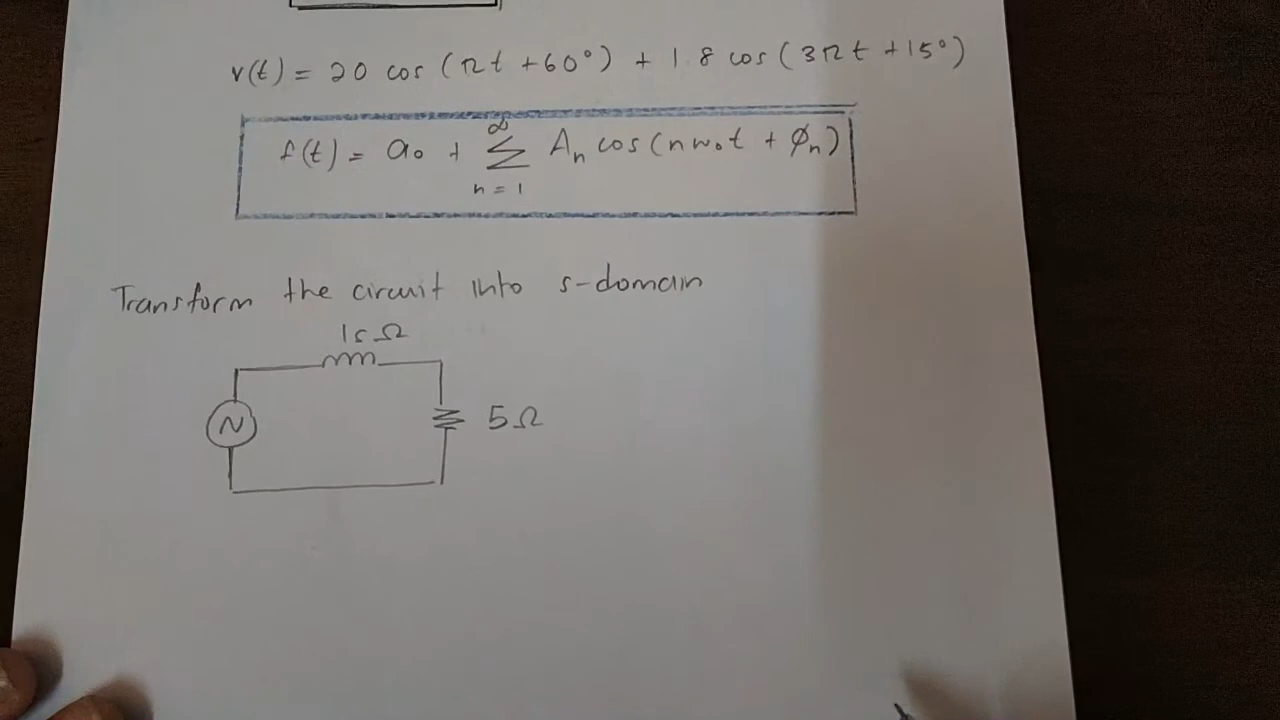 v(t) = 20 cos (πt + 60°) + 1.8 cos (3πt + 15°)
f(t) = a₀ + ∞ Σ n = 1 Aₙ cos (nω₀t + φₙ)
Transform the circuit into s-domain
1s Ω
5Ω